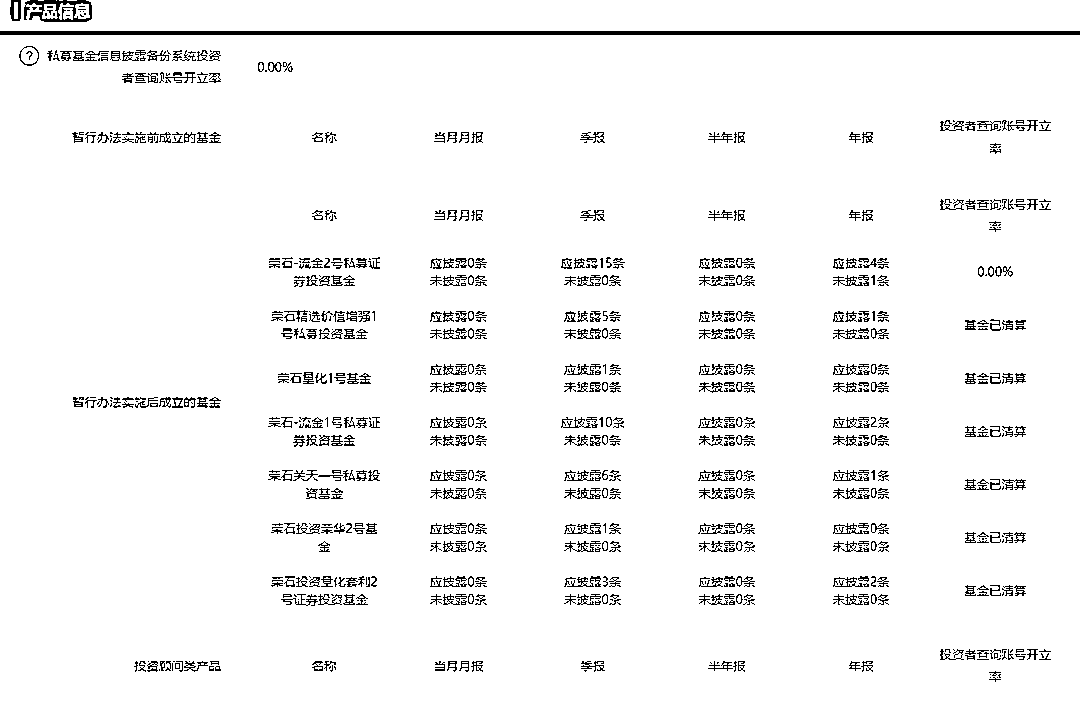 产品信息
? 私募基金信息披露备份系统投资
者查询账号开立率
0.00%
暂行办法实施前成立的基金 名称 当月月报 季报 半年报 年报 投资者查询账号开立
率
名称 当月月报 季报 半年报 年报 投资者查询账号开立
率
荣石-流金2号私募证 应披露0条 应披露15条 应披露0条 应披露4条
券投资基金 未披露0条 未披露0条 未披露0条 未披露1条
0.00%
荣石精选价值增强1 应披露0条 应披露5条 应披露0条 应披露1条
号私募投资基金 未披露0条 未披露0条 未披露0条 未披露0条
基金已清算
应披露0条 应披露1条 应披露0条 应披露0条
荣石量化1号基金 基金已清算
未披露0条 未披露0条 未披露0条 未披露0条
暂行办法实施后成立的基金
荣石-流金1号私募证 应披露0条 应披露10条 应披露0条 应披露2条
券投资基金 未披露0条 未披露0条 未披露0条 未披露0条
基金已清算
荣石关天一号私募投 应披露0条 应披露6条 应披露0条 应披露1条
资基金 未披露0条 未披露0条 未披露0条 未披露0条
基金已清算
荣石投资荣华2号基 应披露0条 应披露1条 应披露0条 应披露0条
金 未披露0条 未披露0条 未披露0条 未披露0条
基金已清算
荣石投资量化套利2 应披露0条 应披露3条 应披露0条 应披露2条
号证券投资基金 未披露0条 未披露0条 未披露0条 未披露0条
基金已清算
投资顾问类产品 名称 当月月报 季报 半年报 年报 投资者查询账号开立
率